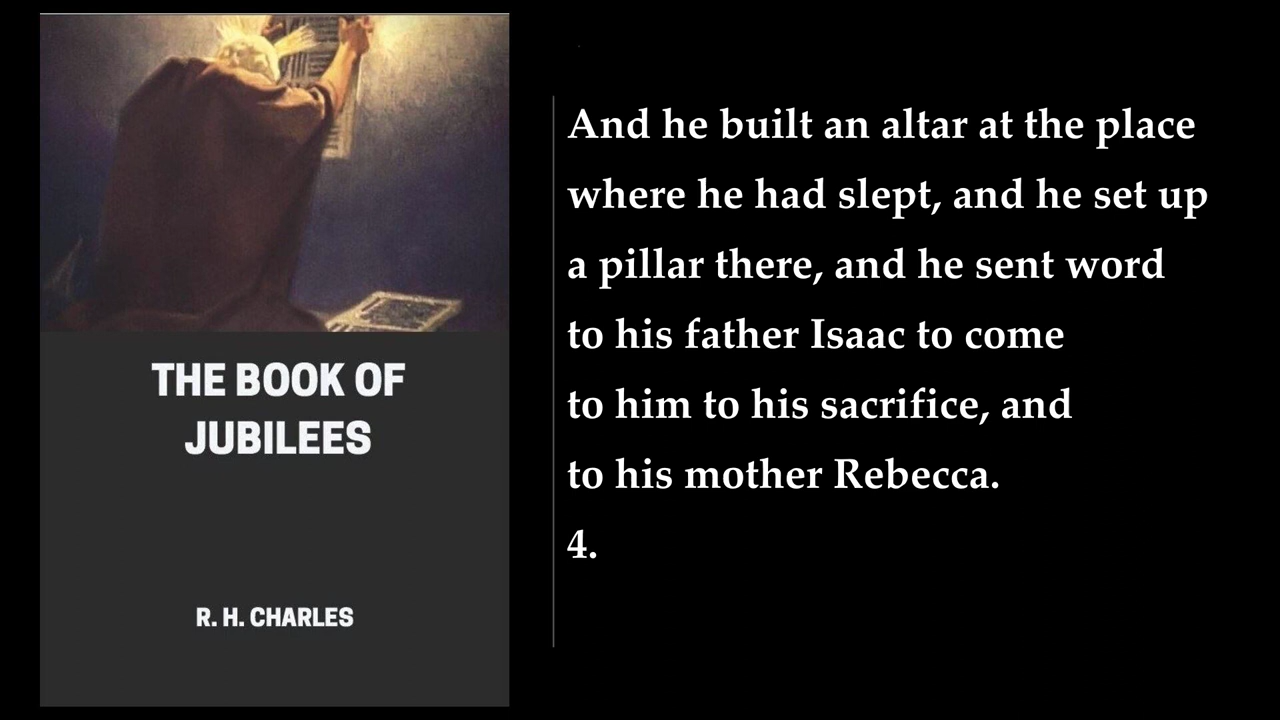 THE BOOK OF
JUBILEES
R. H. CHARLES
And he built an altar at the place
where he had slept, and he set up
a pillar there, and he sent word
to his father Isaac to come
to him to his sacrifice, and
to his mother Rebecca.
4.